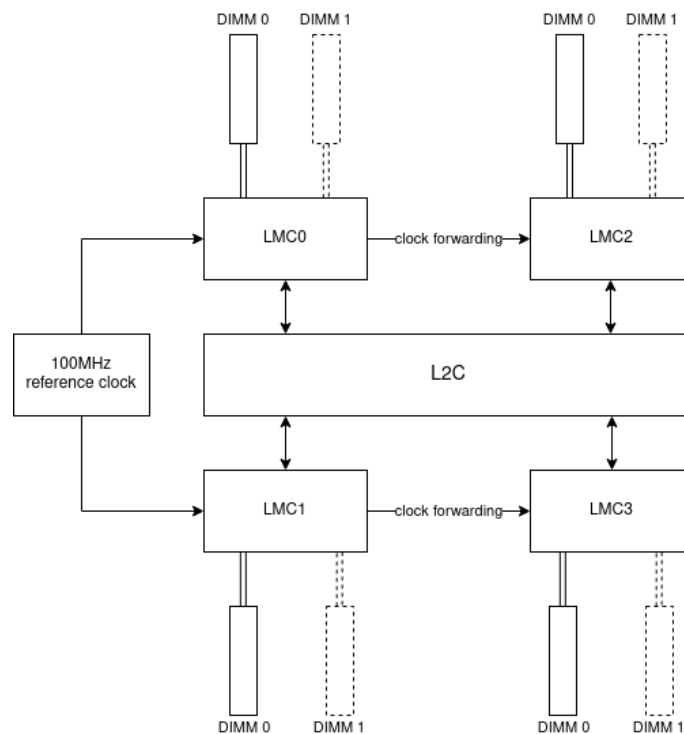 DIMM 0
DIMM 1
DIMM 0
DIMM 1
LMC0
clock forwarding
LMC2
100MHz
reference clock
L2C
LMC1
clock forwarding
LMC3
DIMM 0
DIMM 1
DIMM 0
DIMM 1